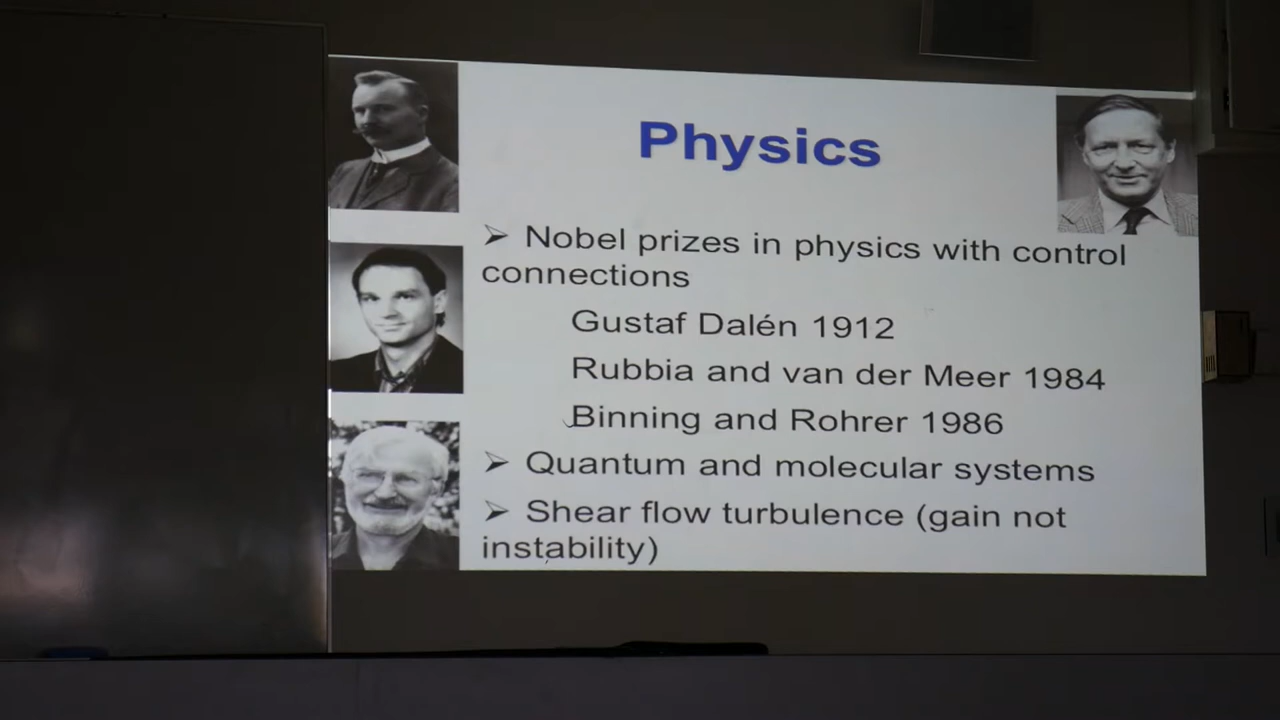 Physics
➢ Nobel prizes in physics with control
connections
Gustaf Dalén 1912
Rubbia and van der Meer 1984
Binning and Rohrer 1986
➢ Quantum and molecular systems
➢ Shear flow turbulence (gain not
instability)